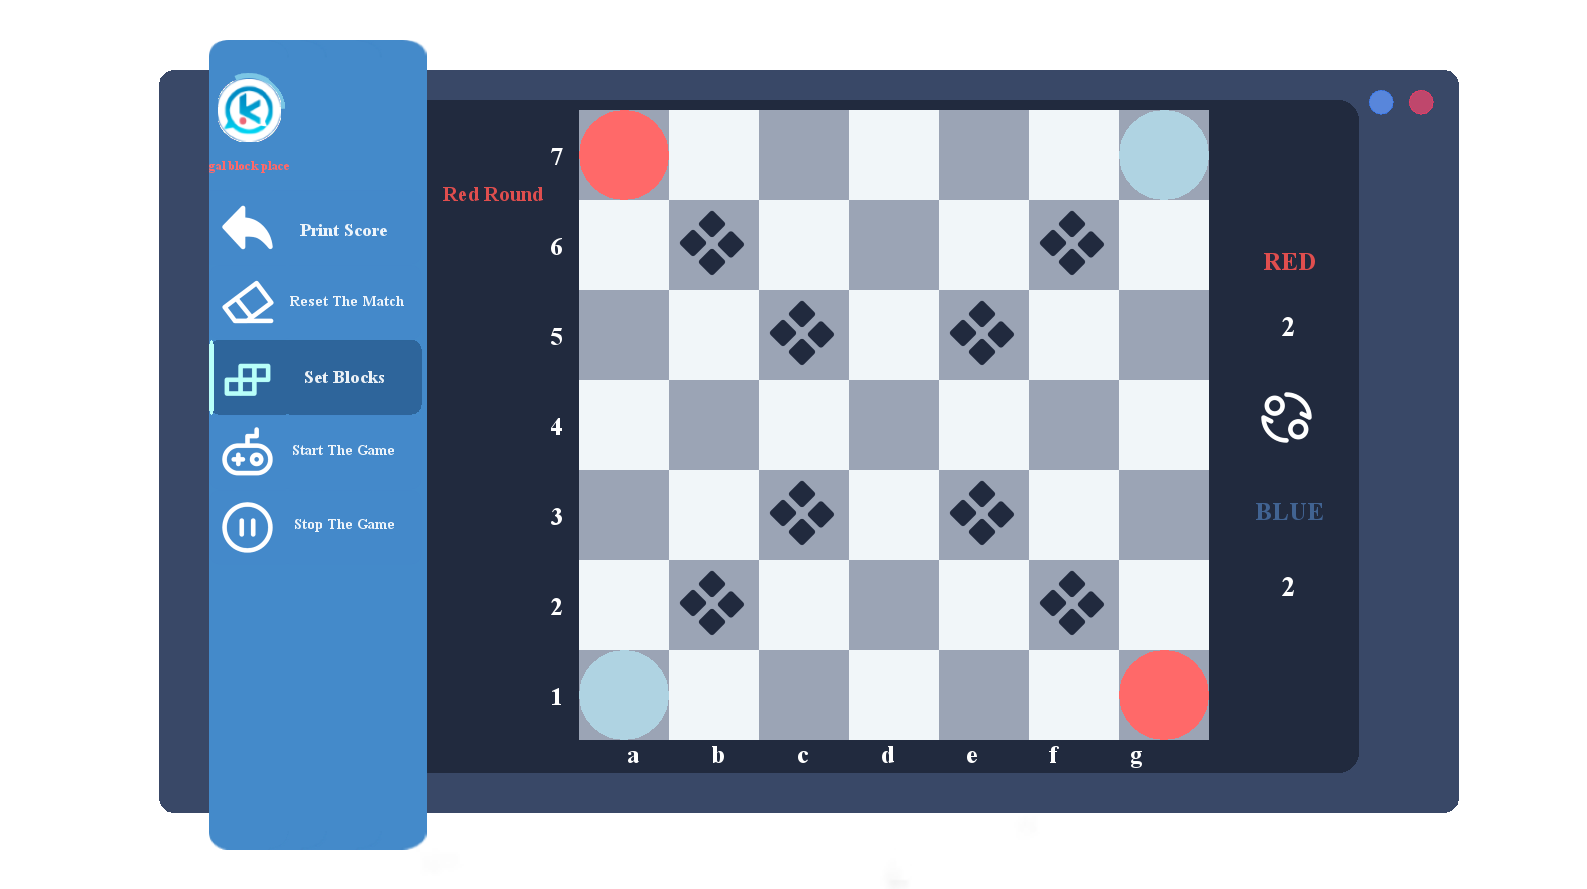 gal block place
Print Score
Reset The Match
Set Blocks
Start The Game
Stop The Game
Red Round
7
6
5
4
3
2
1
a b c d e f g
RED
2
BLUE
2